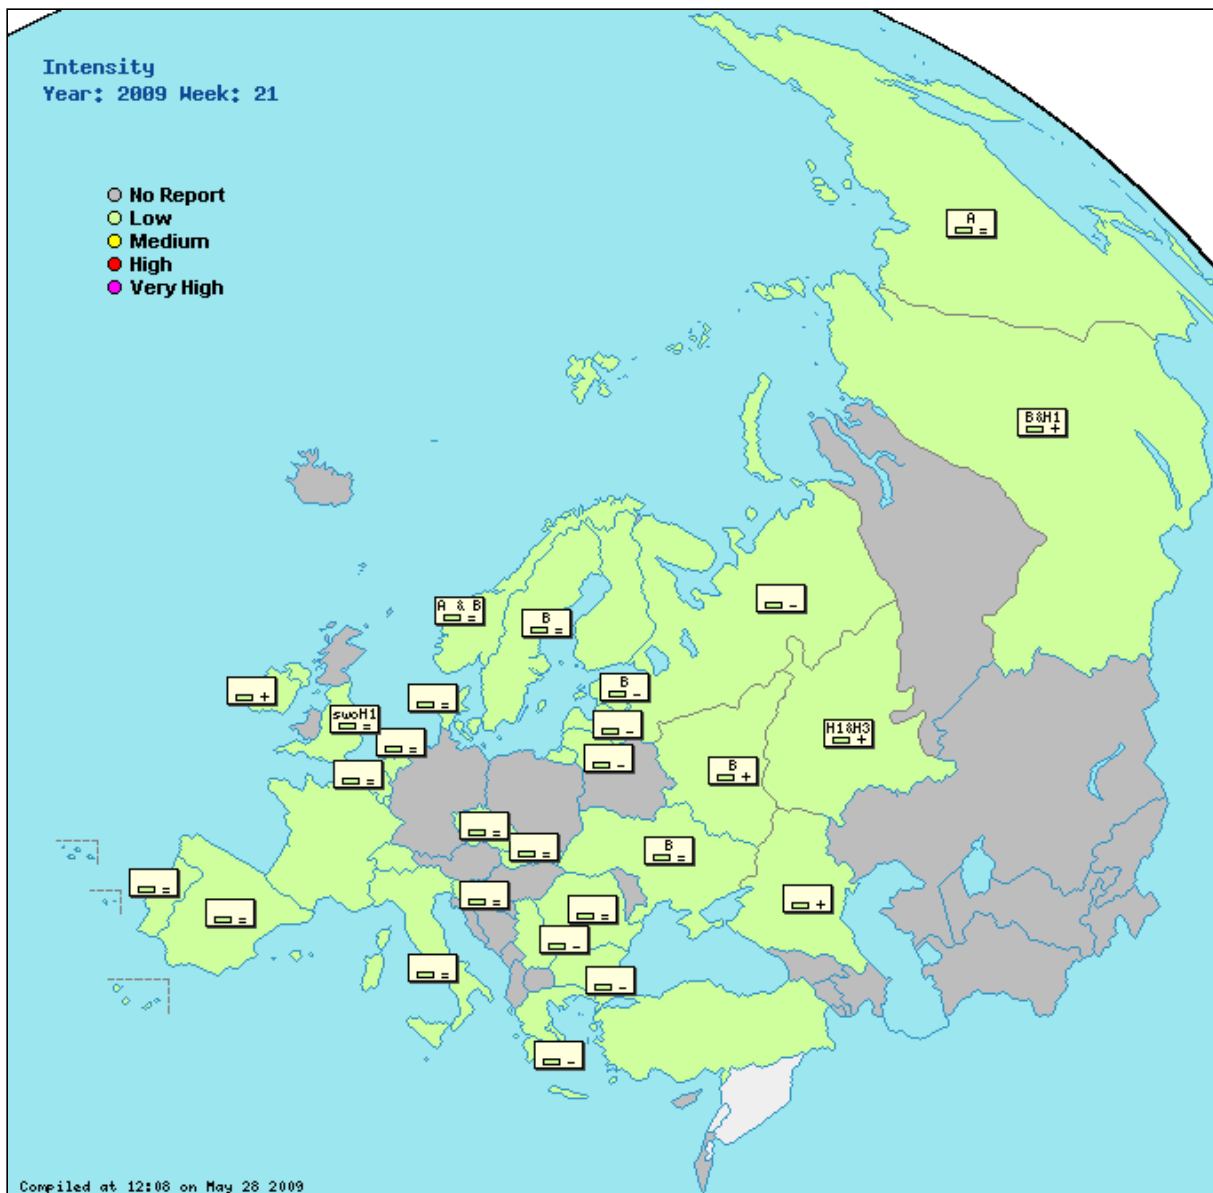 Intensity
Year: 2009 Week: 21
No Report
Low
Medium
High
Very High
A
=
B&H1
+
-
A & B
=
B
=
+
B
-
=
swoH1
=
-
H1&H3
+
=
-
B
+
=
=
=
B
=
=
=
+
=
=
-
=
-
-
Compiled at 12:08 on May 28 2009